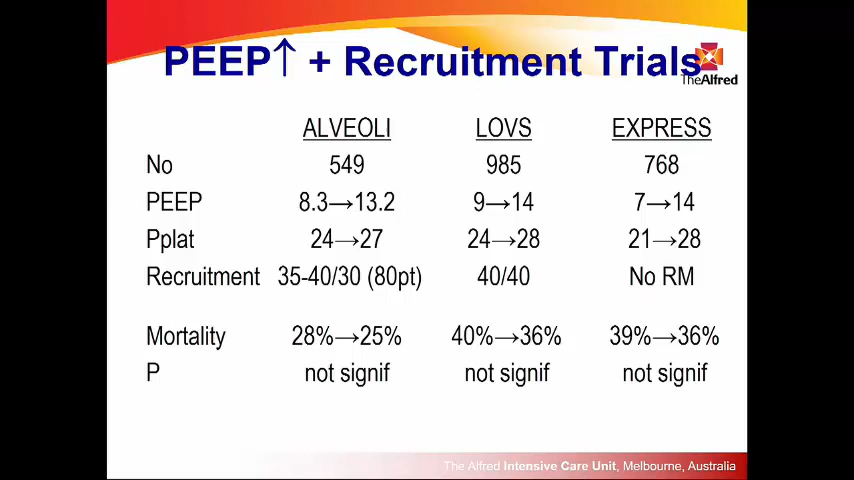 PEEP↑ + Recruitment Trials
TheAlfred
ALVEOLI LOVS EXPRESS
No 549 985 768
PEEP 8.3→13.2 9→14 7→14
Pplat 24→27 24→28 21→28
Recruitment 35-40/30 (80pt) 40/40 No RM
Mortality 28%→25% 40%→36% 39%→36%
P not signif not signif not signif
The Alfred Intensive Care Unit, Melbourne, Australia